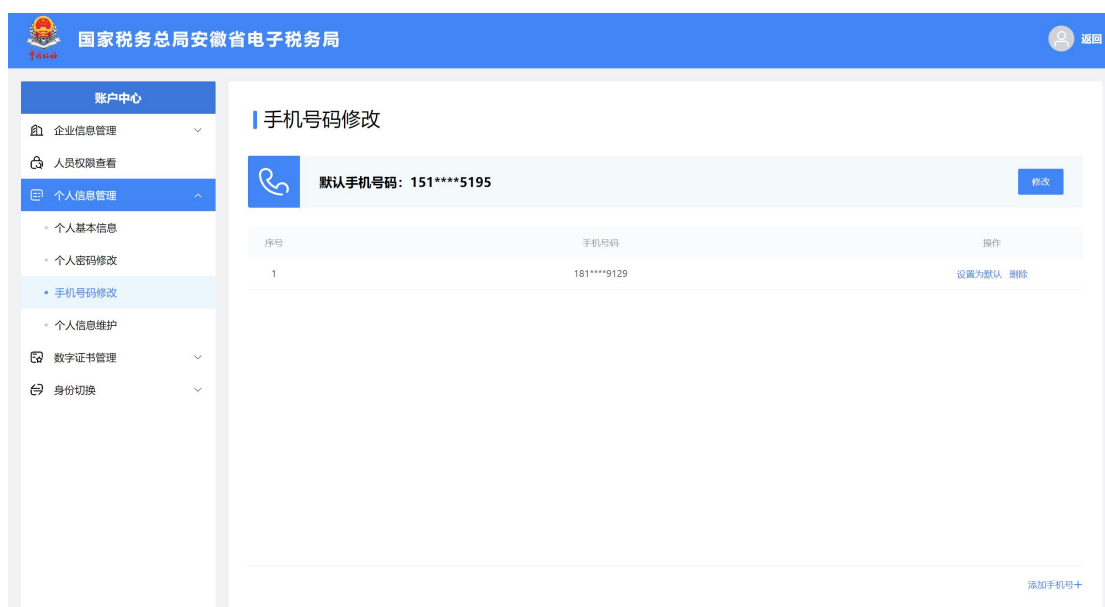 国家税务总局安徽省电子税务局
返回
账户中心
企业信息管理
人员权限查看
个人信息管理
个人基本信息
个人密码修改
手机号码修改
个人信息维护
数字证书管理
身份切换
手机号码修改
默认手机号码：151****5195
修改
序号 手机号码 操作
1 181****9129 设置为默认 删除
添加手机号+